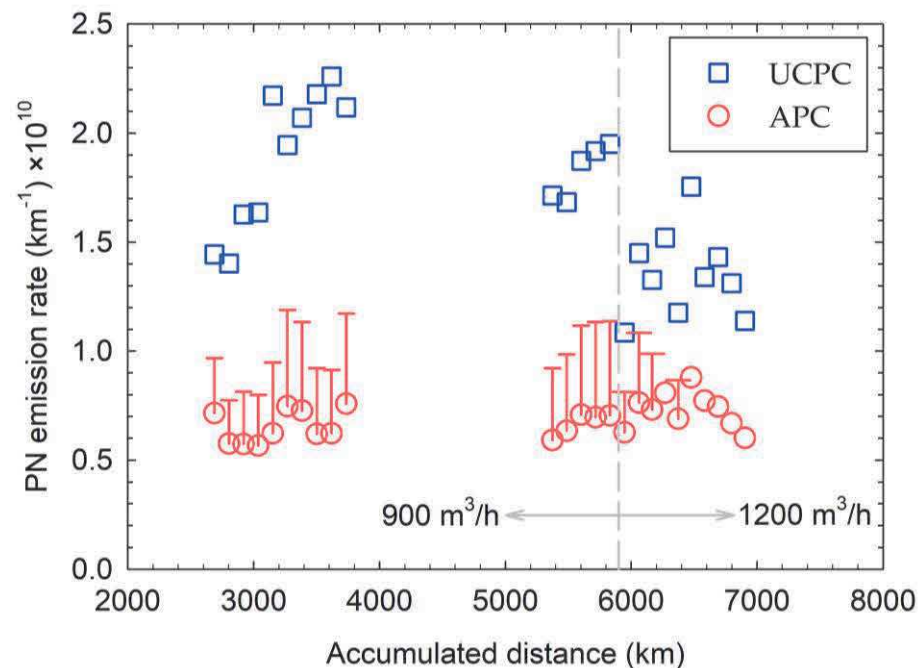 2.5
2.0
1.5
1.0
0.5
0.0
PN emission rate (km⁻¹) ×10¹⁰
UCPC
APC
900 m³/h
1200 m³/h
2000 3000 4000 5000 6000 7000 8000
Accumulated distance (km)